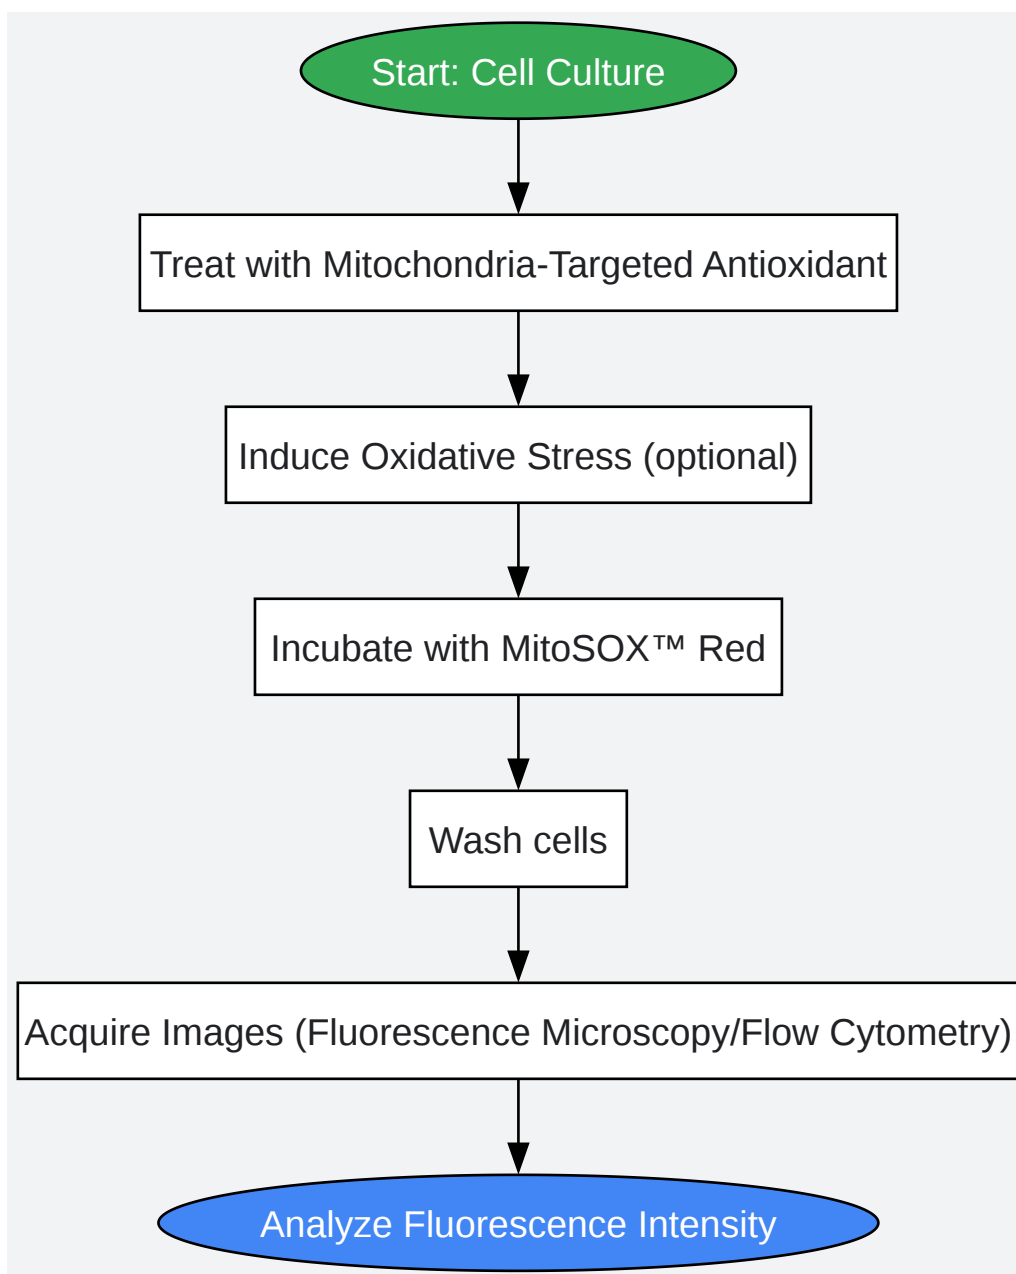 Start: Cell Culture
Treat with Mitochondria-Targeted Antioxidant
Induce Oxidative Stress (optional)
Incubate with MitoSOX™ Red
Wash cells
Acquire Images (Fluorescence Microscopy/Flow Cytometry)
Analyze Fluorescence Intensity